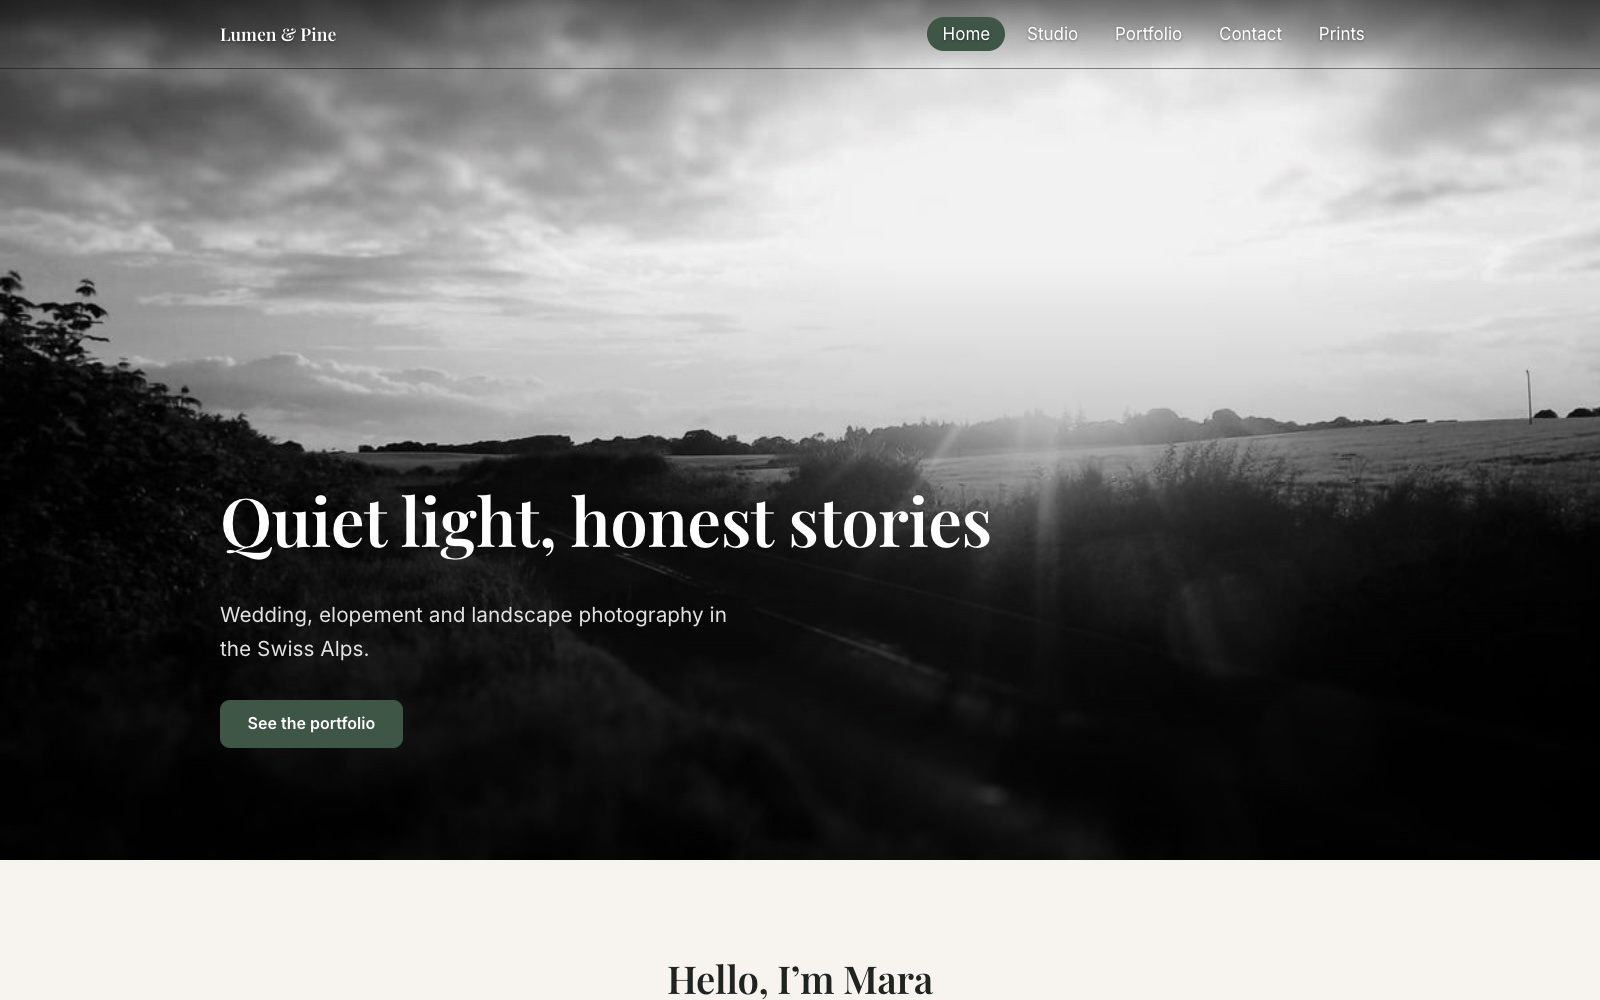 Lumen & Pine
Home Studio Portfolio Contact Prints
Quiet light, honest stories
Wedding, elopement and landscape photography in
the Swiss Alps.
See the portfolio
Hello, I’m Mara